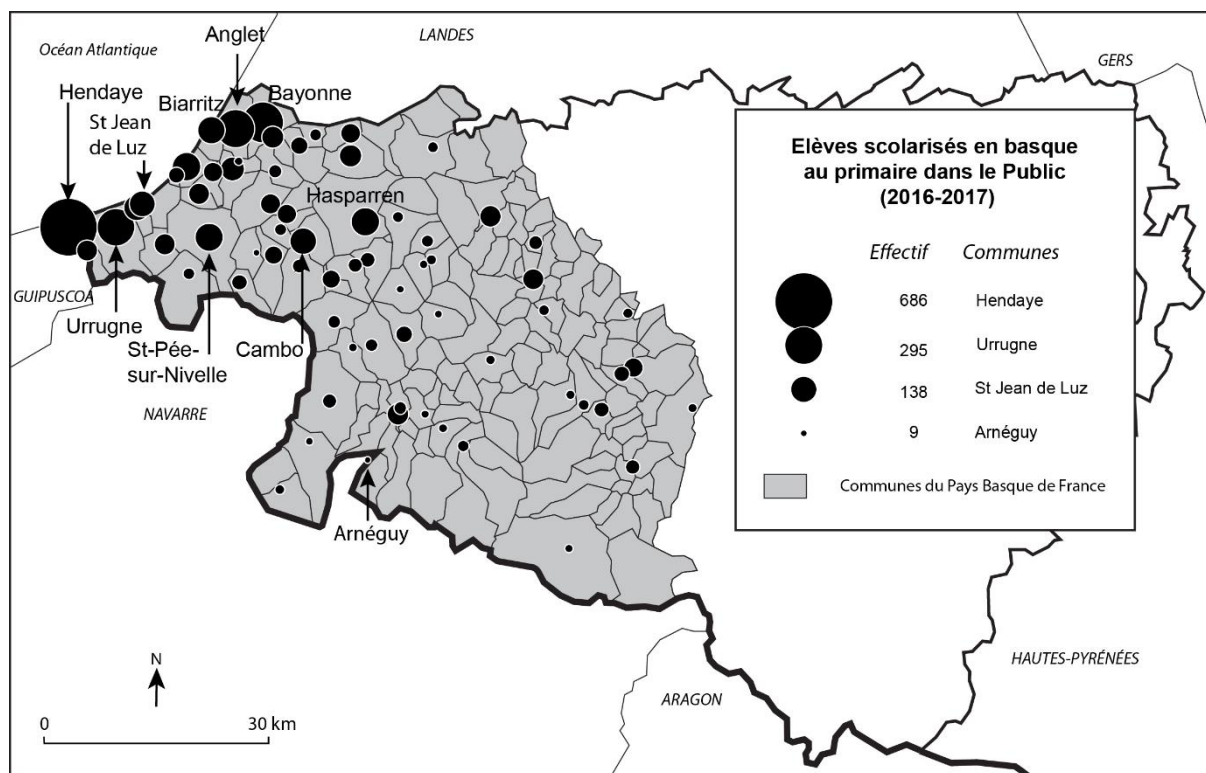 Océan Atlantique
Anglet
LANDES
GERS
Hendaye
Biarritz
Bayonne
St Jean
de Luz
Hasparren
GUIPUSCOA
Urrugne
St-Pée-
sur-Nivelle
Cambo
NAVARRE
Arnéguy
Elèves scolarisés en basque
au primaire dans le Public
(2016-2017)
Effectif Communes
686 Hendaye
295 Urrugne
138 St Jean de Luz
9 Arnéguy
Communes du Pays Basque de France
HAUTES-PYRÉNÉES
ARAGON
N
0 30 km